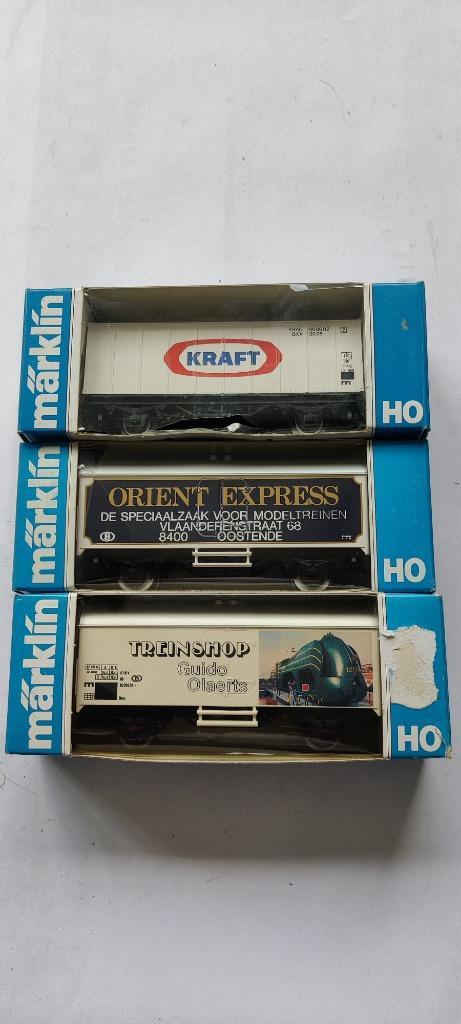 märklin
KRAFT
HO
märklin
ORIENT EXPRESS
DE SPECIAALZAAK VOOR MODELTREINEN
VLAANDERENSTRAAT 68
8400 OOSTENDE
B
HO
märklin
TREINSHOP
Guido
Olaerts
HO